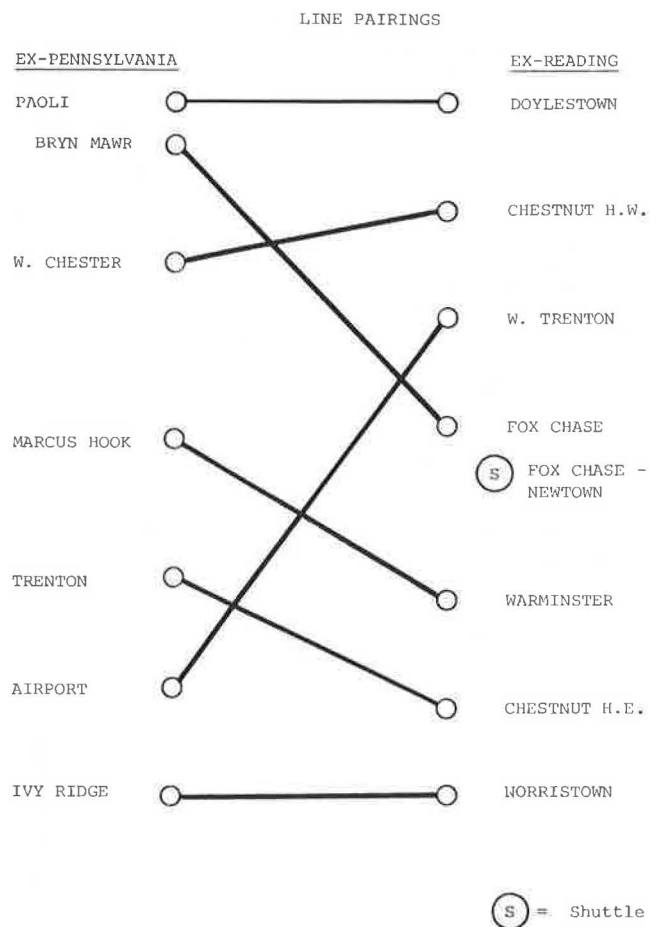 LINE PAIRINGS
EX-PENNSYLVANIA
EX-READING
PAOLI
DOYLESTOWN
BRYN MAWR
CHESTNUT H.W.
W. CHESTER
W. TRENTON
MARCUS HOOK
FOX CHASE
S FOX CHASE -
NEWTOWN
TRENTON
WARMINSTER
AIRPORT
CHESTNUT H.E.
IVY RIDGE
NORRISTOWN
S = Shuttle